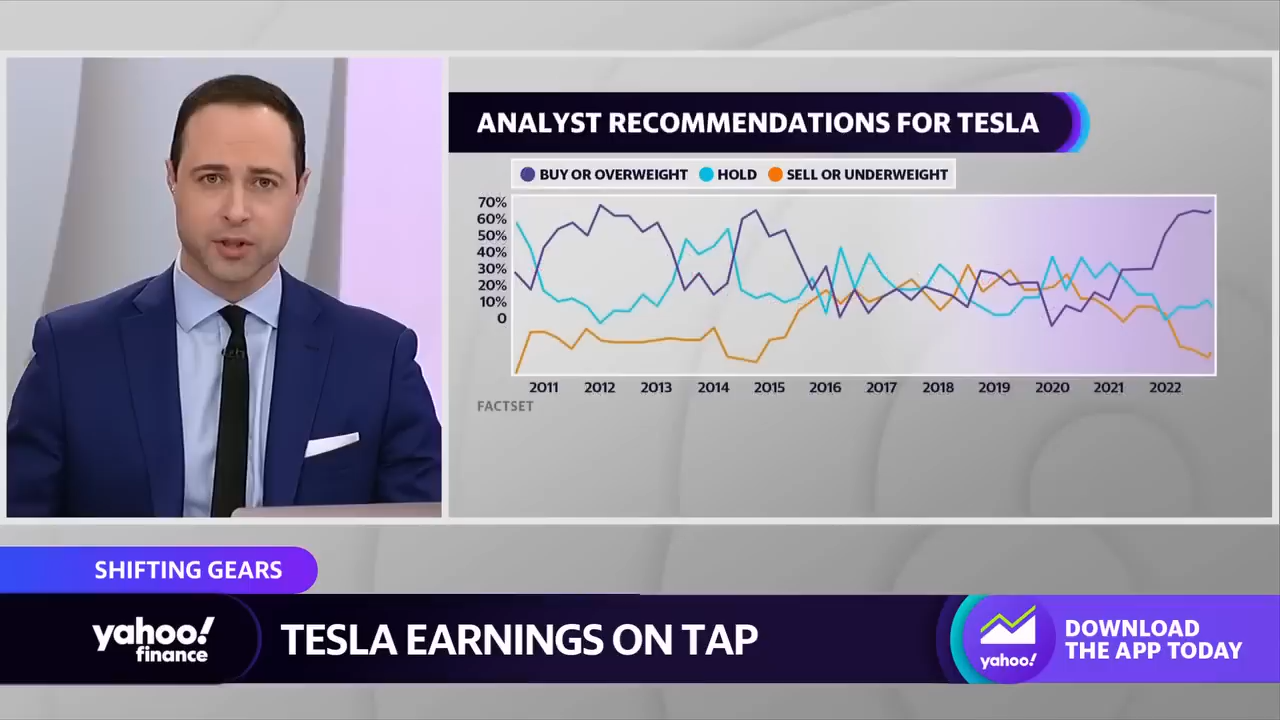 ANALYST RECOMMENDATIONS FOR TESLA
BUY OR OVERWEIGHT HOLD SELL OR UNDERWEIGHT
70%
60%
50%
40%
30%
20%
10%
0
2011 2012 2013 2014 2015 2016 2017 2018 2019 2020 2021 2022
FACTSET
SHIFTING GEARS
yahoo!
finance
TESLA EARNINGS ON TAP
yahoo!
DOWNLOAD
THE APP TODAY